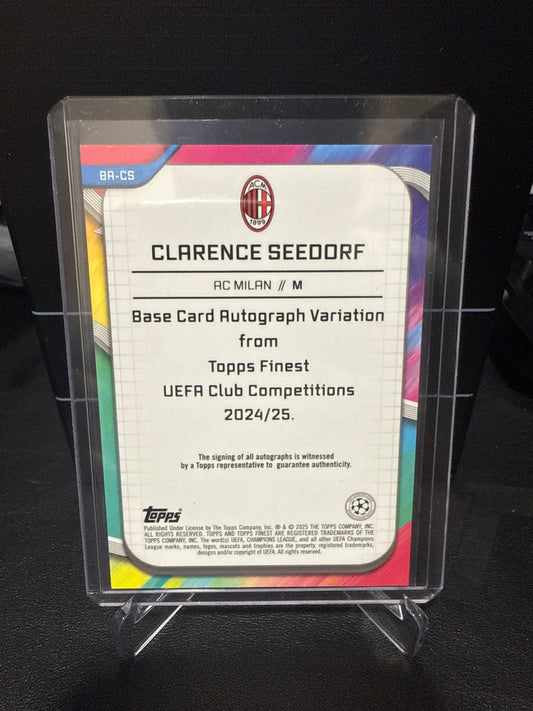 BA-CS
ACM
1899
CLARENCE SEEDORF
AC MILAN // M
Base Card Autograph Variation
from
Topps Finest
UEFA Club Competitions
2024/25.
The signing of all autographs is witnessed
by a Topps representative to guarantee authenticity.
Topps
Published Under License by The Topps Company, Inc. ® & © 2025 THE TOPPS COMPANY, INC.
ALL RIGHTS RESERVED. TOPPS AND TOPPS FINEST ARE REGISTERED TRADEMARKS OF THE
TOPPS COMPANY, INC. The word(s) UEFA, CHAMPIONS LEAGUE, and all other UEFA Champions
League marks, names, logos, mascots and trophies are the property, registered trademarks,
designs and/or copyright of UEFA. All rights reserved.